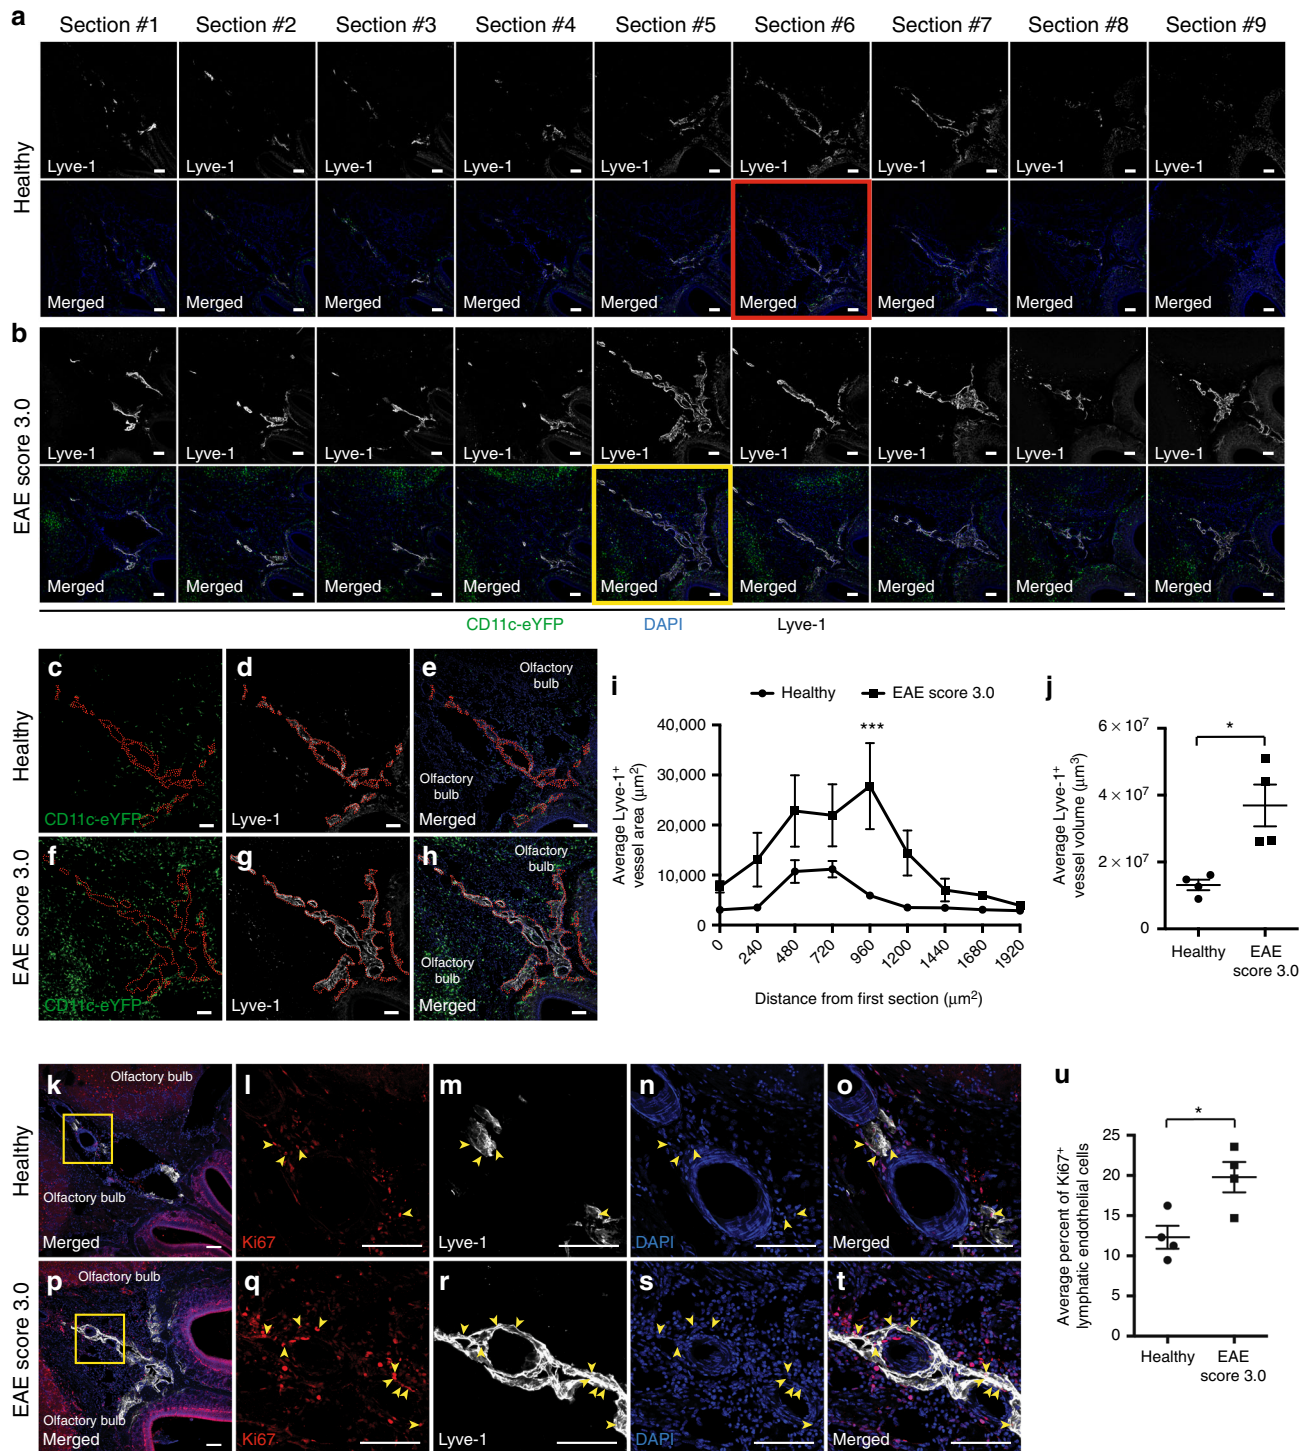 a
Section #1 Section #2 Section #3 Section #4 Section #5 Section #6 Section #7 Section #8 Section #9
Healthy
Lyve-1 Lyve-1 Lyve-1 Lyve-1 Lyve-1 Lyve-1 Lyve-1 Lyve-1 Lyve-1
Merged Merged Merged Merged Merged Merged Merged Merged Merged
b
EAE score 3.0
Lyve-1 Lyve-1 Lyve-1 Lyve-1 Lyve-1 Lyve-1 Lyve-1 Lyve-1 Lyve-1
Merged Merged Merged Merged Merged Merged Merged Merged Merged
CD11c-eYFP DAPI Lyve-1
Healthy
c
CD11c-eYFP
d
Lyve-1
e
Olfactory
bulb
Olfactory
bulb
Merged
EAE score 3.0
f
CD11c-eYFP
g
Lyve-1
h
Olfactory bulb
Olfactory
bulb
Merged
i
Healthy EAE score 3.0
Average Lyve-1+
vessel area (μm2)
40,000
30,000
20,000
10,000
0
***
0 240 480 720 960 1200 1440 1680 1920
Distance from first section (μm2)
j
Average Lyve-1+
vessel volume (μm3)
6 × 10⁷
4 × 10⁷
2 × 10⁷
0
*
Healthy EAE
score 3.0
Healthy
k
Olfactory bulb
Olfactory bulb
Merged
l
Ki67
m
Lyve-1
n
DAPI
o
Merged
EAE score 3.0
p
Olfactory bulb
Olfactory bulb
Merged
q
Ki67
r
Lyve-1
s
DAPI
t
Merged
u
Average percent of Ki67+
lymphatic endothelial cells
25
20
15
10
5
0
*
Healthy EAE
score 3.0